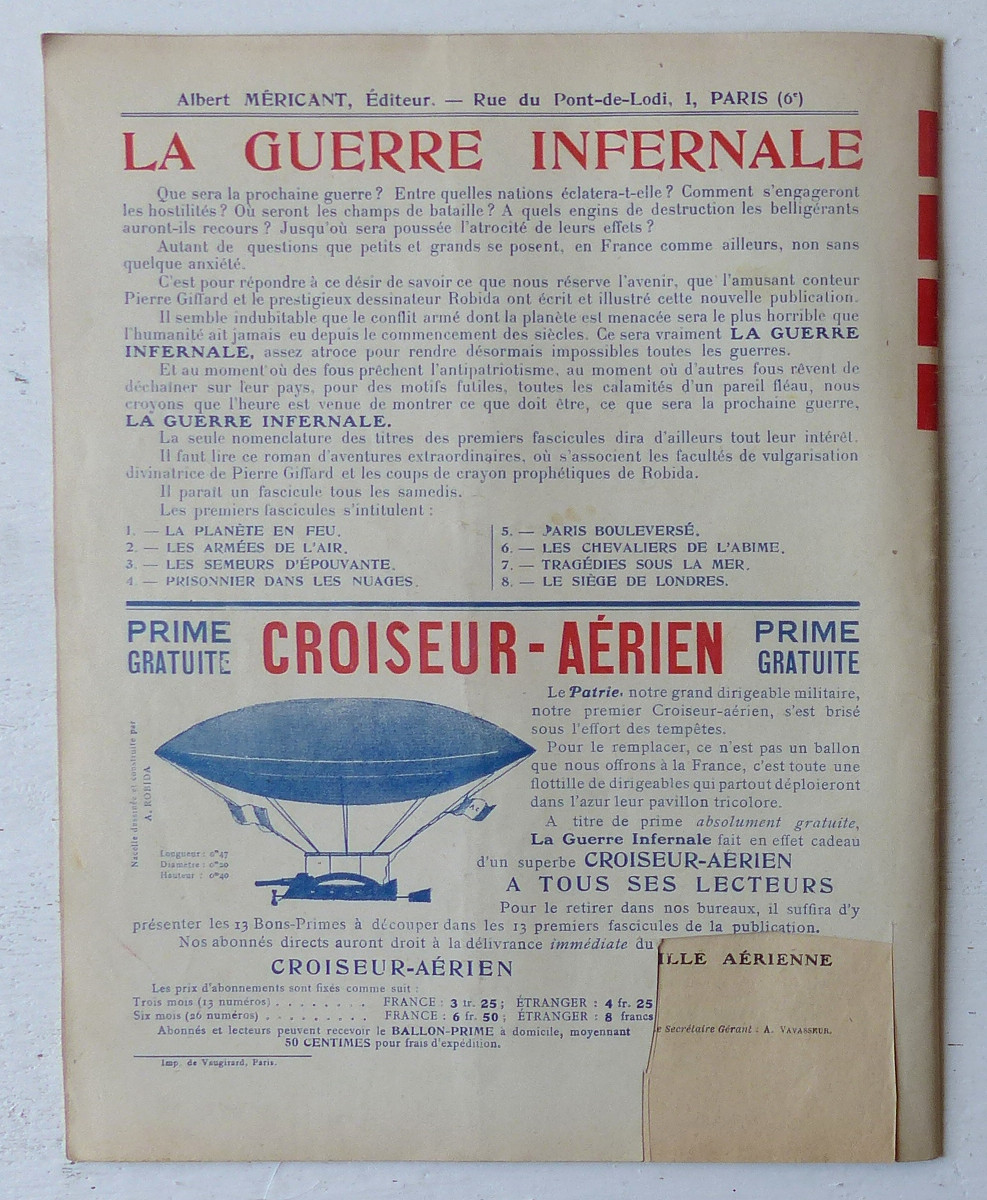 Albert MÉRICANT, Éditeur. — Rue du Pont-de-Lodi, 1, PARIS (6e)
LA GUERRE INFERNALE
Que sera la prochaine guerre ? Entre quelles nations éclatera-t-elle ? Comment s'engageront
les hostilités ? Où seront les champs de bataille ? A quels engins de destruction les belligérants
auront-ils recours ? Jusqu'où sera poussée l'atrocité de leurs effets ?
Autant de questions que petits et grands se posent, en France comme ailleurs, non sans
quelque anxiété.
C'est pour répondre à ce désir de savoir ce que nous réserve l'avenir, que l'amusant conteur
Pierre Giffard et le prestigieux dessinateur Robida ont écrit et illustré cette nouvelle publication.
Il semble indubitable que le conflit armé dont la planète est menacée sera le plus horrible que
l'humanité ait jamais eu depuis le commencement des siècles. Ce sera vraiment LA GUERRE
INFERNALE, assez atroce pour rendre désormais impossibles toutes les guerres.
Et au moment où des fous prêchent l'antipatriotisme, au moment où d'autres fous rêvent de
déchaîner sur leur pays, pour des motifs futiles, toutes les calamités d'un pareil fléau, nous
croyons que l'heure est venue de montrer ce que doit être, ce que sera la prochaine guerre,
LA GUERRE INFERNALE.
La seule nomenclature des titres des premiers fascicules dira d'ailleurs tout leur intérêt.
Il faut lire ce roman d'aventures extraordinaires, où s'associent les facultés de vulgarisation
divinatrice de Pierre Giffard et les coups de crayon prophétiques de Robida.
Il paraît un fascicule tous les samedis.
Les premiers fascicules s'intitulent :
1. — LA PLANÈTE EN FEU.
2. — LES ARMÉES DE L'AIR.
3. — LES SEMEURS D'ÉPOUVANTE.
4. — PRISONNIER DANS LES NUAGES.
5. — PARIS BOULEVERSÉ.
6. — LES CHEVALIERS DE L'ABIME.
7. — TRAGÉDIES SOUS LA MER.
8. — LE SIÈGE DE LONDRES.
PRIME GRATUITE
CROISEUR-AÉRIEN
PRIME GRATUITE
Nacelle dessinée et construite par
A. ROBIDA
Longueur : 0m47
Diamètre : 0m20
Hauteur : 0m40
Le Patrie, notre grand dirigeable militaire,
notre premier Croiseur-aérien, s'est brisé
sous l'effort des tempêtes.
Pour le remplacer, ce n'est pas un ballon
que nous offrons à la France, c'est toute une
flottille de dirigeables qui partout déploieront
dans l'azur leur pavillon tricolore.
A titre de prime absolument gratuite,
La Guerre Infernale fait en effet cadeau
d'un superbe CROISEUR-AÉRIEN
A TOUS SES LECTEURS
Pour le retirer dans nos bureaux, il suffira d'y
présenter les 13 Bons-Primes à découper dans les 13 premiers fascicules de la publication.
Nos abonnés directs auront droit à la délivrance immédiate du
CROISEUR-AÉRIEN
Les prix d'abonnements sont fixés comme suit :
Trois mois (13 numéros) . . . . . . . . FRANCE : 3 fr. 25 ; ÉTRANGER : 4 fr. 25
Six mois (26 numéros) . . . . . . . . . FRANCE : 6 fr. 50 ; ÉTRANGER : 8 francs
Abonnés et lecteurs peuvent recevoir le BALLON-PRIME à domicile, moyennant
50 CENTIMES pour frais d'expédition.
Imp. de Vaugirard, Paris.
ILLE AÉRIENNE
e Secrétaire Gérant : A. VAVASSEUR.